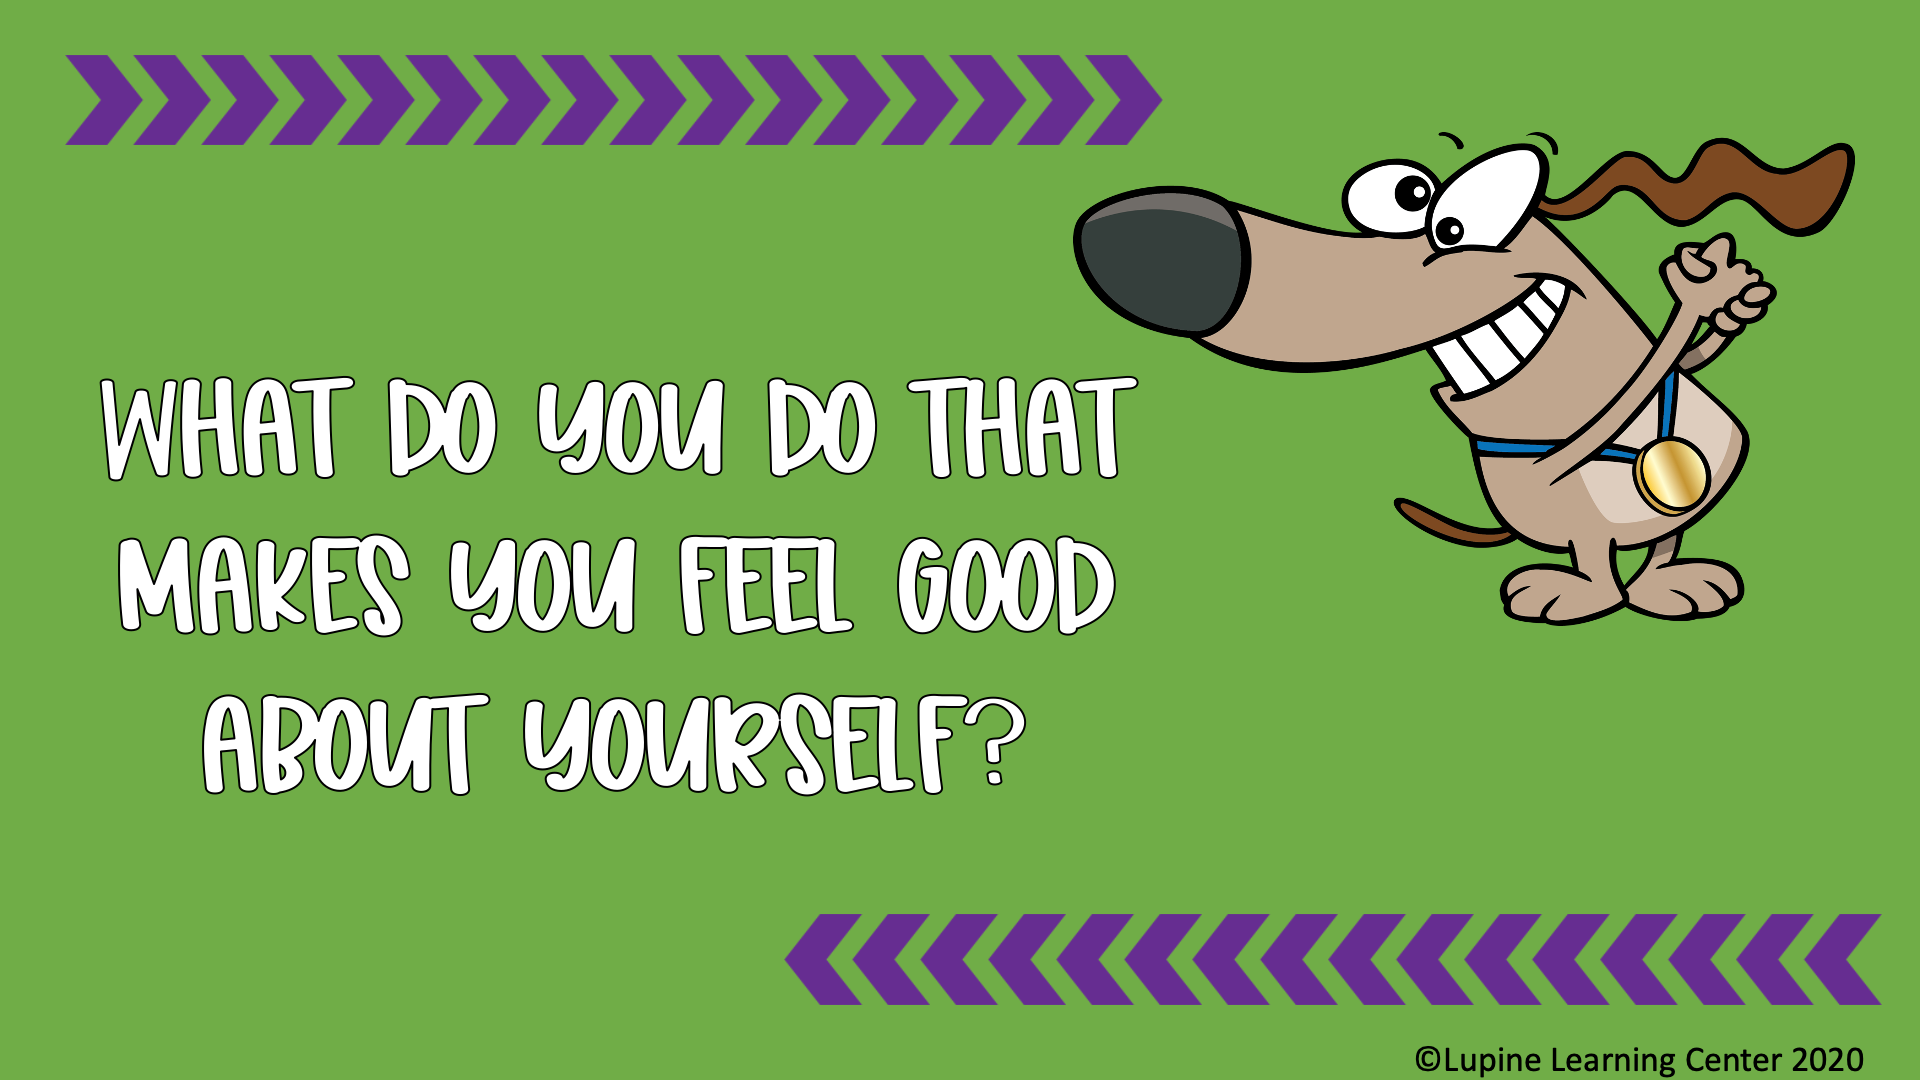 WHAT DO YOU DO THAT
MAKES YOU FEEL GOOD
ABOUT YOURSELF?
©Lupine Learning Center 2020